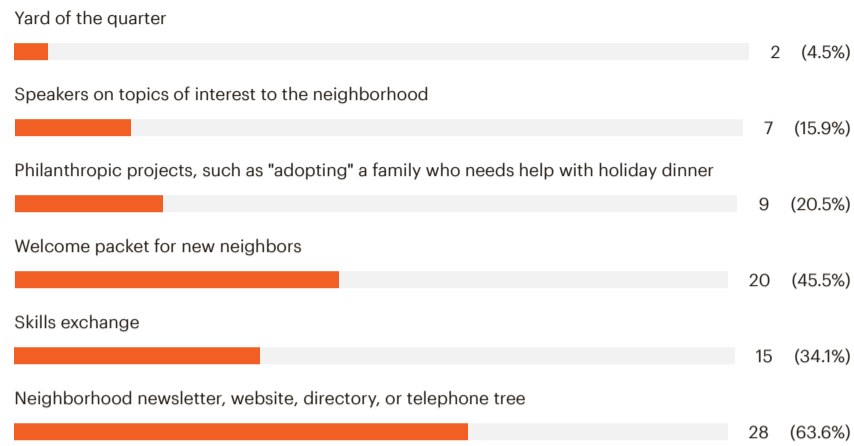 Yard of the quarter
2 (4.5%)
Speakers on topics of interest to the neighborhood
7 (15.9%)
Philanthropic projects, such as "adopting" a family who needs help with holiday dinner
9 (20.5%)
Welcome packet for new neighbors
20 (45.5%)
Skills exchange
15 (34.1%)
Neighborhood newsletter, website, directory, or telephone tree
28 (63.6%)